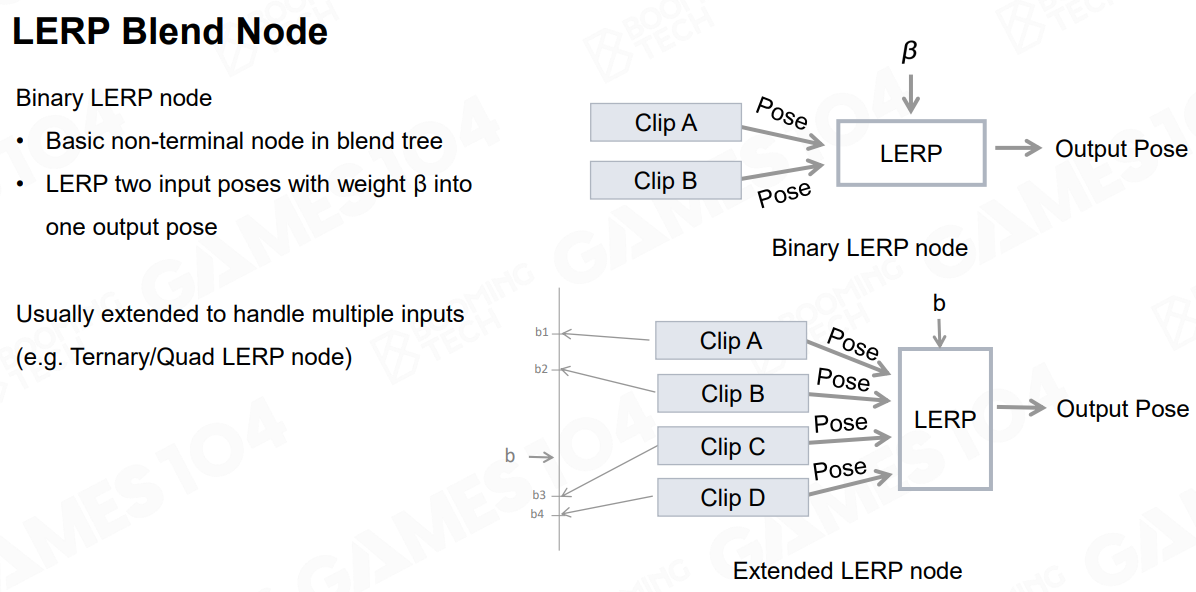 LERP Blend Node
Binary LERP node
• Basic non-terminal node in blend tree
• LERP two input poses with weight β into
one output pose
Usually extended to handle multiple inputs
(e.g. Ternary/Quad LERP node)
β
Clip A
Pose
Clip B
Pose
LERP
Output Pose
Binary LERP node
b
b1
b2
b
b3
b4
Clip A
Pose
Clip B
Pose
Clip C
Pose
Clip D
Pose
LERP
Output Pose
Extended LERP node
BOOMING
TECH
GAMES104